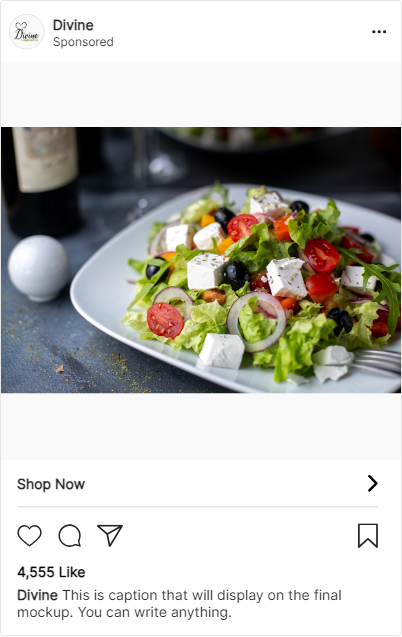 Divine
Divine
Sponsored
Shop Now
4,555 Like
Divine This is caption that will display on the final
mockup. You can write anything.